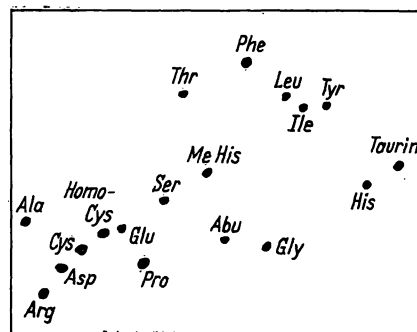 Phe
Thr
Leu
Tyr
Ile
Me His
Taurin
Homo-
Cys
Ser
His
Ala
Cys
Glu
Abu
Gly
Asp
Pro
Arg